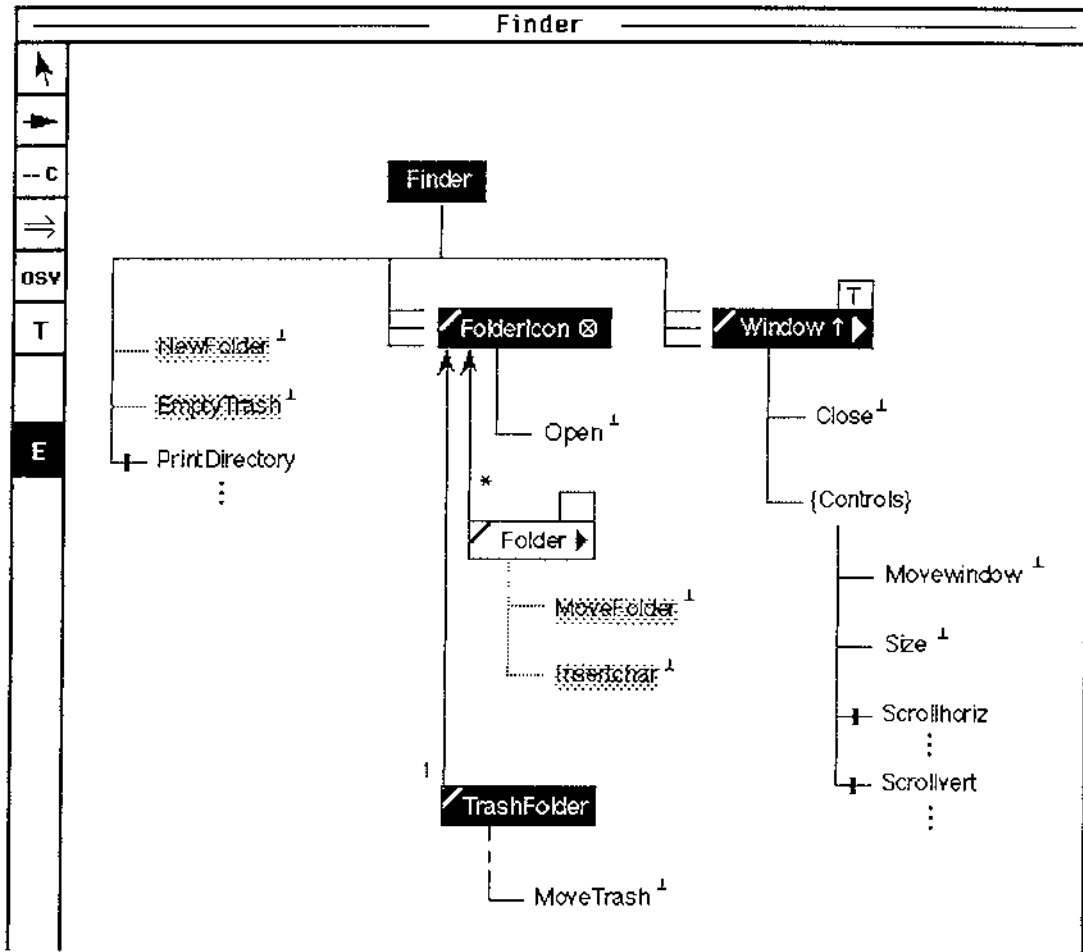 Finder
-- C
OSV
T
E
Finder
FolderIcon ⊗
T
Window ↑
NewFolder ⊥
EmptyTrash ⊥
PrintDirectory
⋮
Open ⊥
Close ⊥
{Controls}
*
Folder
MoveFolder ⊥
Insertchar ⊥
Movewindow ⊥
Size ⊥
Scrollhoriz
⋮
Scrollvert
⋮
1
TrashFolder
MoveTrash ⊥